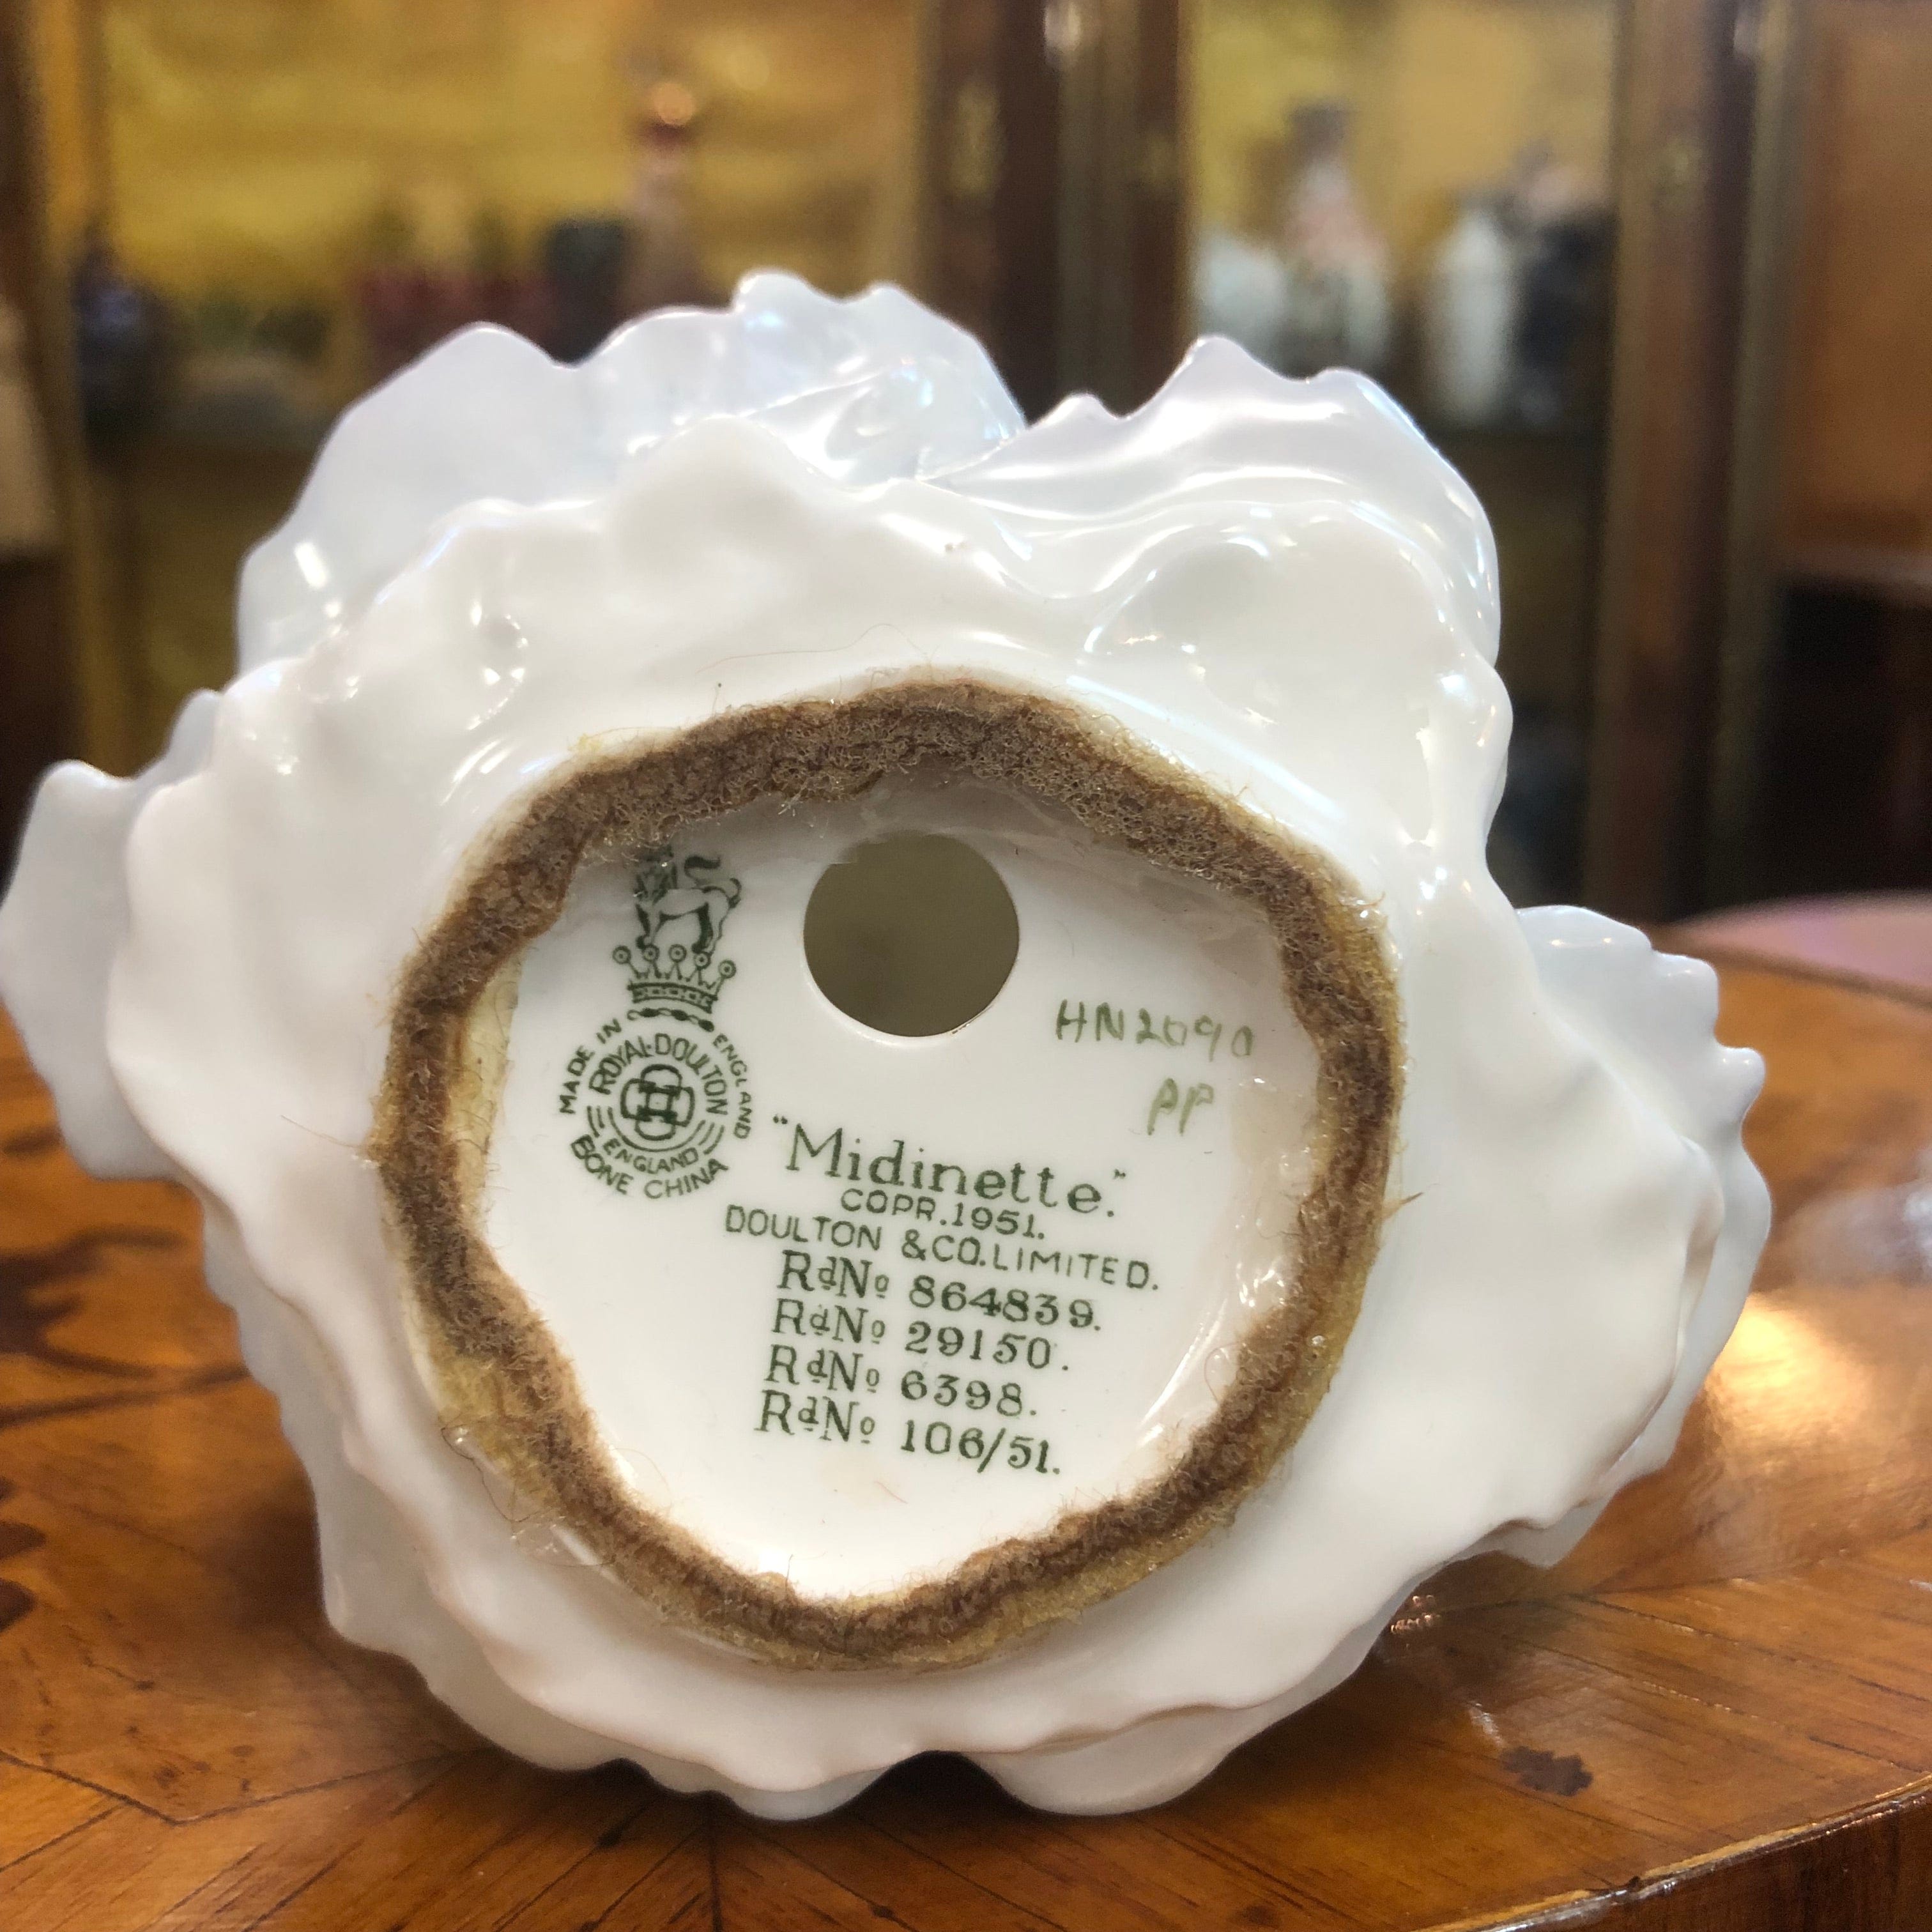 MADE IN ENGLAND
ROYAL·DOULTON
ENGLAND
BONE CHINA
HN2090
PP
"Midinette."
COPR.1951.
DOULTON & CO.LIMITED.
RdNo 864839.
RdNo 29150.
RdNo 6398.
RdNo 106/51.